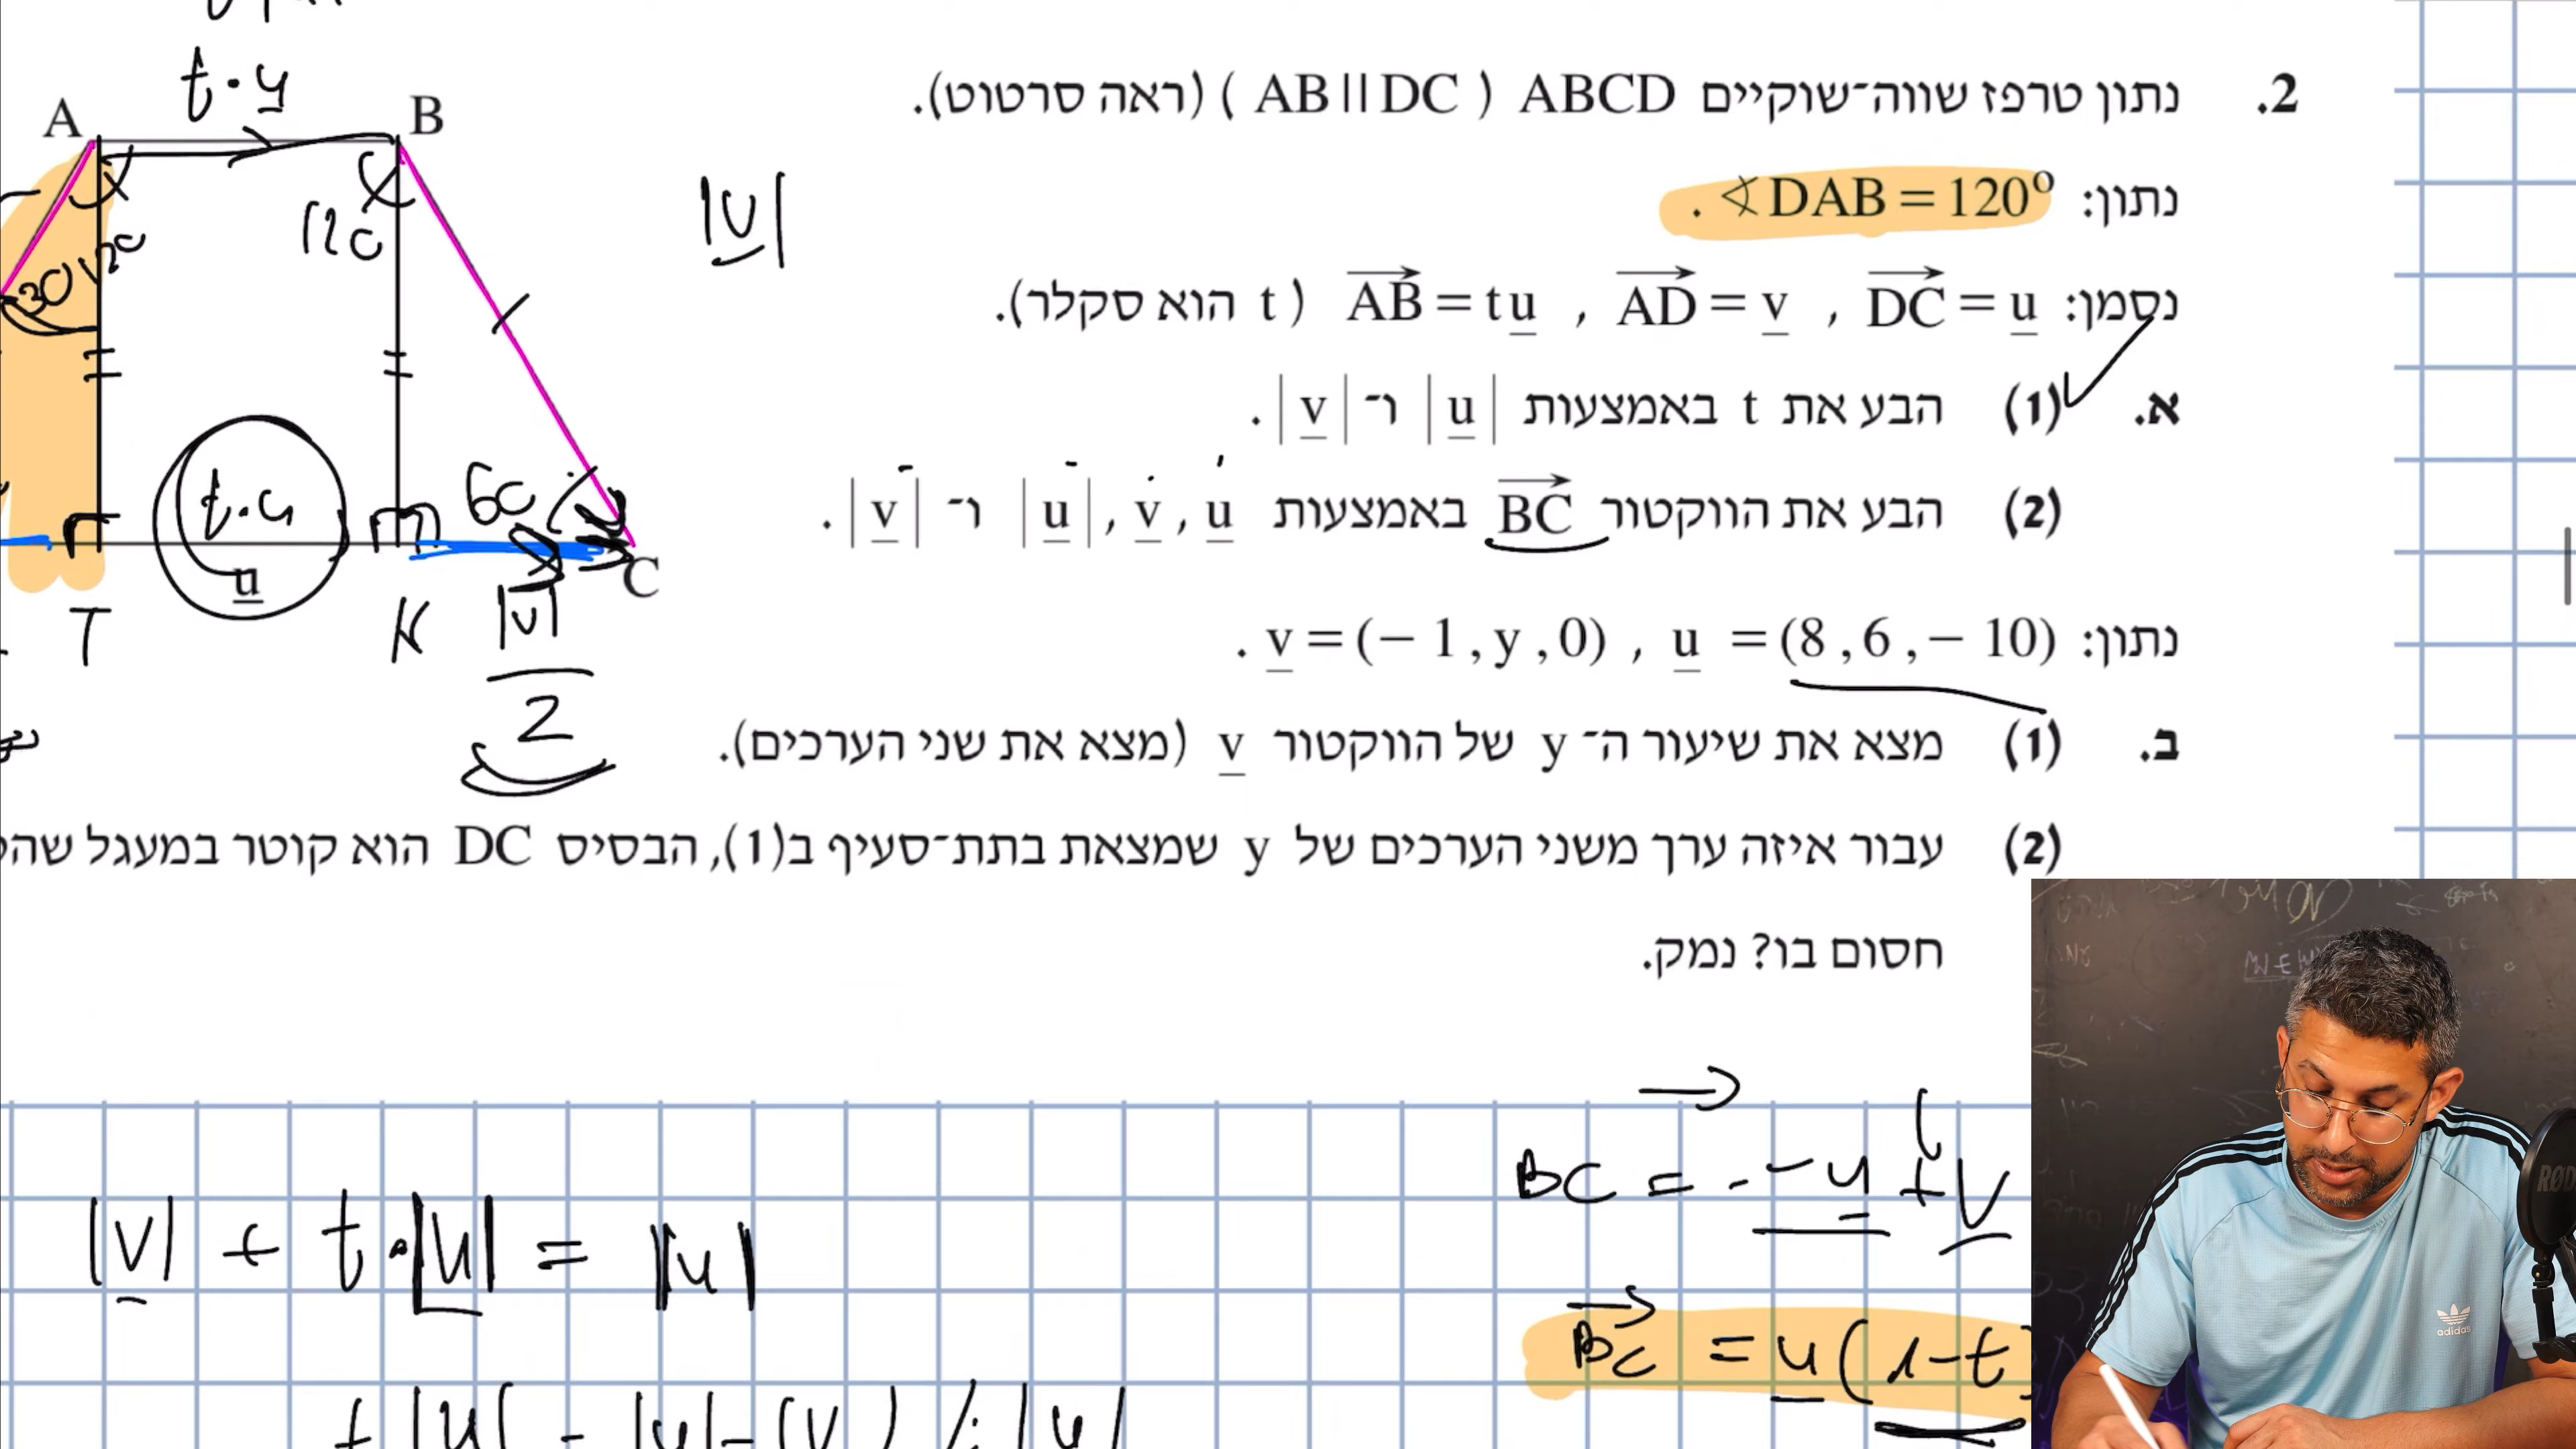 2. נתון טרפז שווה־שוקיים ABCD ( AB || DC ) (ראה סרטוט).
נתון: ∢DAB = 120° .
נסמן: DC = u , AD = v , AB = tu ( t הוא סקלר).
א. (1) הבע את t באמצעות |u| ו־ |v| .
(2) הבע את הווקטור BC באמצעות u , v , |u| ו־ |v| .
נתון: u = (8 , 6 , − 10) , v = (− 1 , y , 0) .
ב. (1) מצא את שיעור ה־ y של הווקטור v (מצא את שני הערכים).
(2) עבור איזה ערך משני הערכים של y שמצאת בתת־סעיף ב(1), הבסיס DC הוא קוטר במעגל
חסום בו? נמק.
t · u
A B
120
30
|v|
t·u
60
u
C
T K
|v|
2
|v| + t·|u| = |u|
t|u| = |u| - |v| /:|u|
BC = u (1-t
RØD
adidas